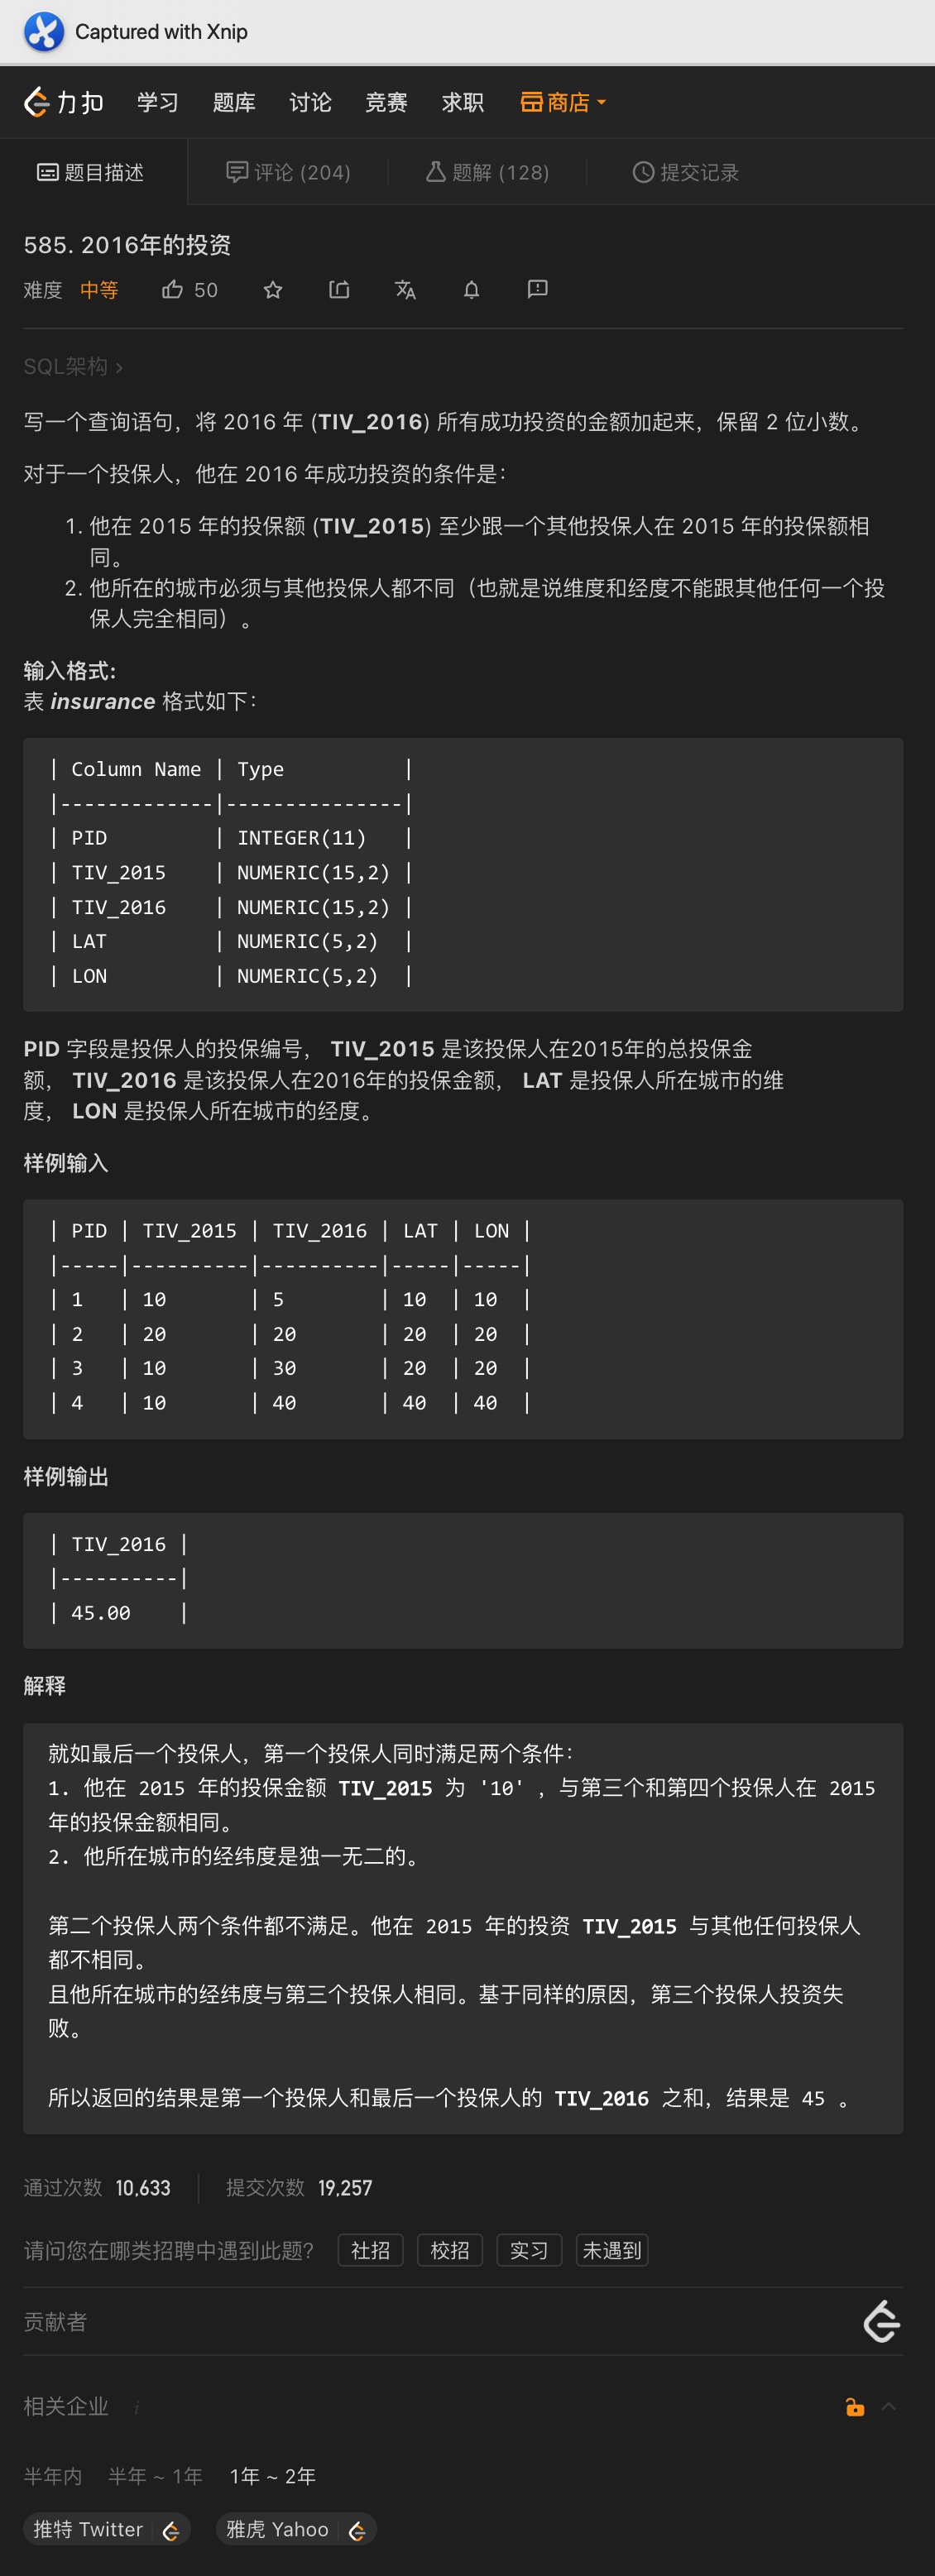 Captured with Xnip
力扣 学习 题库 讨论 竞赛 求职 商店
题目描述 评论 (204) 题解 (128) 提交记录
585. 2016年的投资
难度 中等 50
SQL架构 >
写一个查询语句，将 2016 年 (TIV_2016) 所有成功投资的金额加起来，保留 2 位小数。
对于一个投保人，他在 2016 年成功投资的条件是：
1. 他在 2015 年的投保额 (TIV_2015) 至少跟一个其他投保人在 2015 年的投保额相
同。
2. 他所在的城市必须与其他投保人都不同（也就是说维度和经度不能跟其他任何一个投
保人完全相同）。
输入格式:
表 insurance 格式如下：
| Column Name | Type          |
|-------------|---------------|
| PID         | INTEGER(11)   |
| TIV_2015    | NUMERIC(15,2) |
| TIV_2016    | NUMERIC(15,2) |
| LAT         | NUMERIC(5,2)  |
| LON         | NUMERIC(5,2)  |
PID 字段是投保人的投保编号， TIV_2015 是该投保人在2015年的总投保金
额， TIV_2016 是该投保人在2016年的投保金额， LAT 是投保人所在城市的维
度， LON 是投保人所在城市的经度。
样例输入
| PID | TIV_2015 | TIV_2016 | LAT | LON |
|-----|----------|----------|-----|-----|
| 1   | 10       | 5        | 10  | 10  |
| 2   | 20       | 20       | 20  | 20  |
| 3   | 10       | 30       | 20  | 20  |
| 4   | 10       | 40       | 40  | 40  |
样例输出
| TIV_2016 |
|----------|
| 45.00    |
解释
就如最后一个投保人，第一个投保人同时满足两个条件：
1. 他在 2015 年的投保金额 TIV_2015 为 '10' ，与第三个和第四个投保人在 2015
年的投保金额相同。
2. 他所在城市的经纬度是独一无二的。
第二个投保人两个条件都不满足。他在 2015 年的投资 TIV_2015 与其他任何投保人
都不相同。
且他所在城市的经纬度与第三个投保人相同。基于同样的原因，第三个投保人投资失
败。
所以返回的结果是第一个投保人和最后一个投保人的 TIV_2016 之和，结果是 45 。
通过次数 10,633 提交次数 19,257
请问您在哪类招聘中遇到此题? 社招 校招 实习 未遇到
贡献者
相关企业 i
半年内 半年 ~ 1年 1年 ~ 2年
推特 Twitter 雅虎 Yahoo